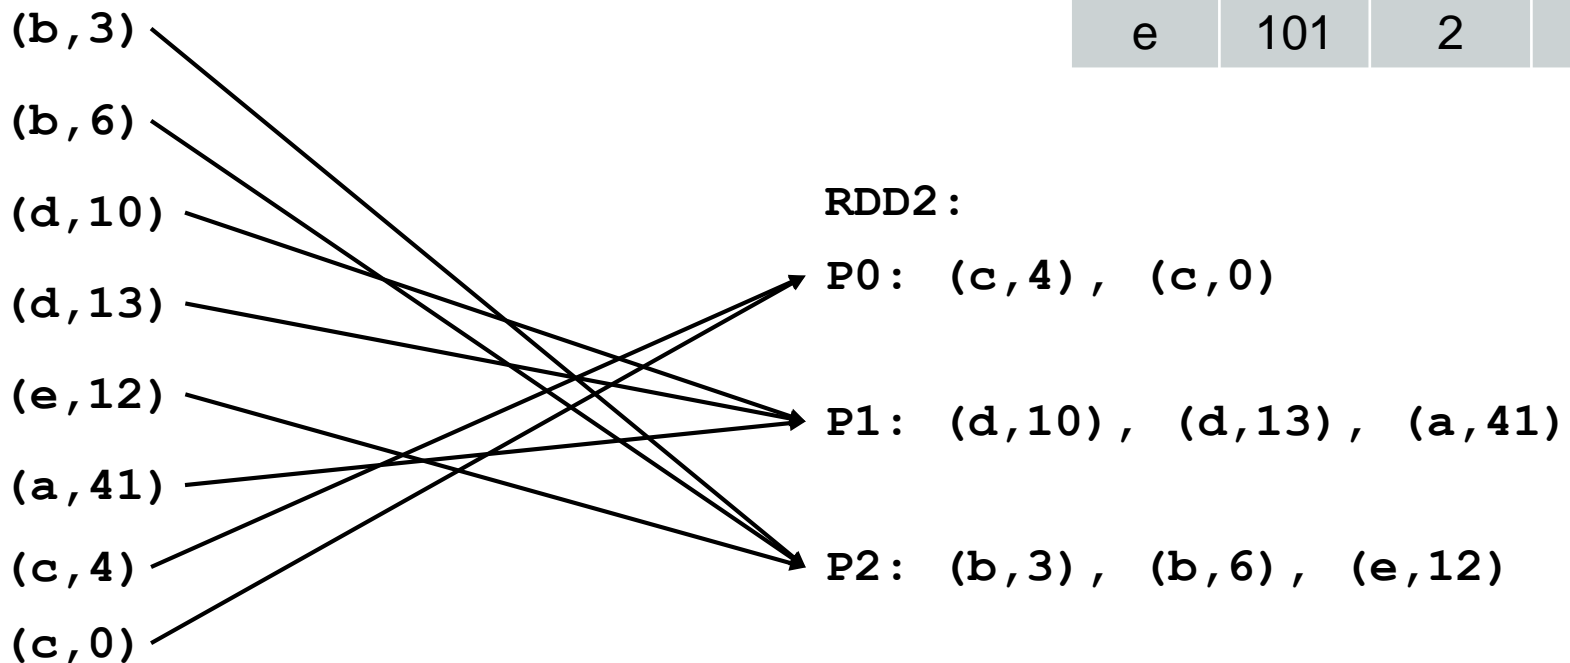 (b,3)
e 101 2
(b,6)
(d,10)
(d,13)
(e,12)
(a,41)
(c,4)
(c,0)
RDD2:
P0: (c,4), (c,0)
P1: (d,10), (d,13), (a,41)
P2: (b,3), (b,6), (e,12)